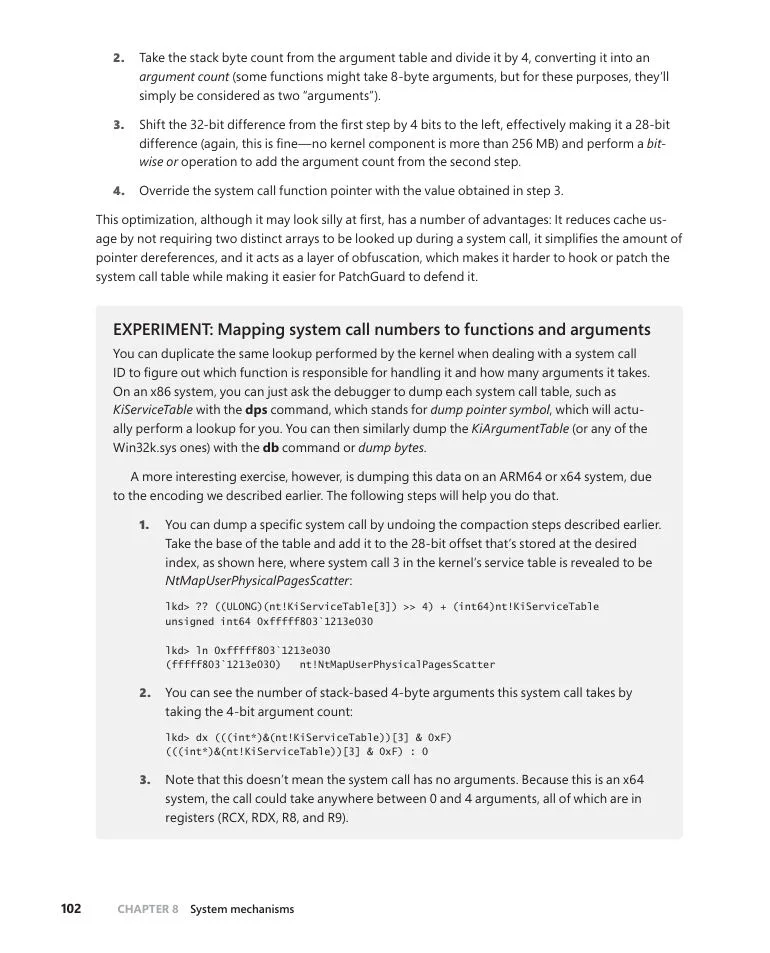 2. Take the stack byte count from the argument table and divide it by 4, converting it into an
argument count (some functions might take 8-byte arguments, but for these purposes, they’ll
simply be considered as two “arguments”).
3. Shift the 32-bit difference from the first step by 4 bits to the left, effectively making it a 28-bit
difference (again, this is fine—no kernel component is more than 256 MB) and perform a bit-
wise or operation to add the argument count from the second step.
4. Override the system call function pointer with the value obtained in step 3.
This optimization, although it may look silly at first, has a number of advantages: It reduces cache us-
age by not requiring two distinct arrays to be looked up during a system call, it simplifies the amount of
pointer dereferences, and it acts as a layer of obfuscation, which makes it harder to hook or patch the
system call table while making it easier for PatchGuard to defend it.
EXPERIMENT: Mapping system call numbers to functions and arguments
You can duplicate the same lookup performed by the kernel when dealing with a system call
ID to figure out which function is responsible for handling it and how many arguments it takes.
On an x86 system, you can just ask the debugger to dump each system call table, such as
KiServiceTable with the dps command, which stands for dump pointer symbol, which will actu-
ally perform a lookup for you. You can then similarly dump the KiArgumentTable (or any of the
Win32k.sys ones) with the db command or dump bytes.
A more interesting exercise, however, is dumping this data on an ARM64 or x64 system, due
to the encoding we described earlier. The following steps will help you do that.
1. You can dump a specific system call by undoing the compaction steps described earlier.
Take the base of the table and add it to the 28-bit offset that’s stored at the desired
index, as shown here, where system call 3 in the kernel’s service table is revealed to be
NtMapUserPhysicalPagesScatter:
lkd> ?? ((ULONG)(nt!KiServiceTable[3]) >> 4) + (int64)nt!KiServiceTable
unsigned int64 0xfffff803`1213e030
lkd> ln 0xfffff803`1213e030
(fffff803`1213e030) nt!NtMapUserPhysicalPagesScatter
2. You can see the number of stack-based 4-byte arguments this system call takes by
taking the 4-bit argument count:
lkd> dx (((int*)&(nt!KiServiceTable))[3] & 0xF)
(((int*)&(nt!KiServiceTable))[3] & 0xF) : 0
3. Note that this doesn’t mean the system call has no arguments. Because this is an x64
system, the call could take anywhere between 0 and 4 arguments, all of which are in
registers (RCX, RDX, R8, and R9).
102 CHAPTER 8 System mechanisms